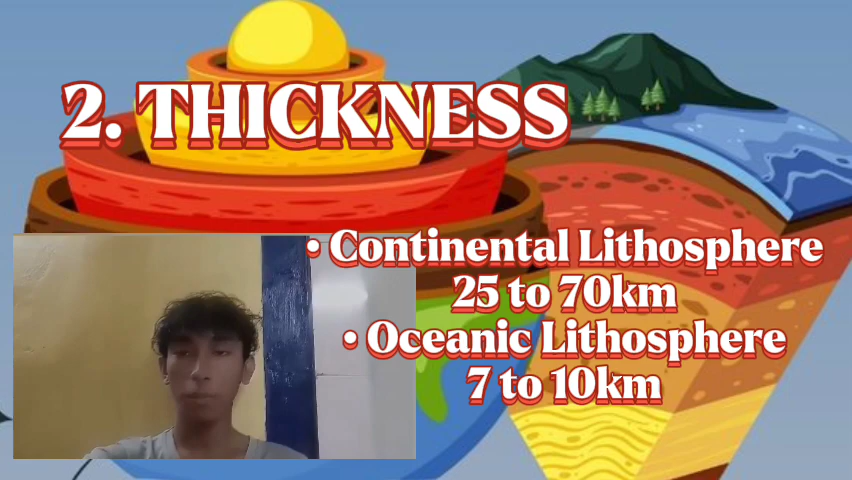 2. THICKNESS
• Continental Lithosphere
25 to 70km
• Oceanic Lithosphere
7 to 10km